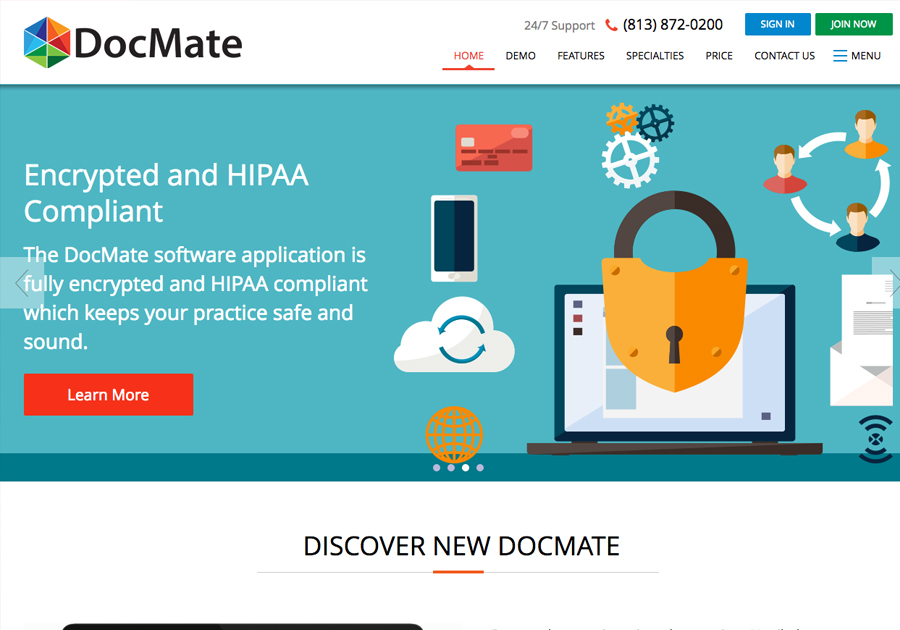 DocMate
24/7 Support (813) 872-0200
SIGN IN
JOIN NOW
HOME DEMO FEATURES SPECIALTIES PRICE CONTACT US MENU
Encrypted and HIPAA
Compliant
The DocMate software application is
fully encrypted and HIPAA compliant
which keeps your practice safe and
sound.
Learn More
DISCOVER NEW DOCMATE